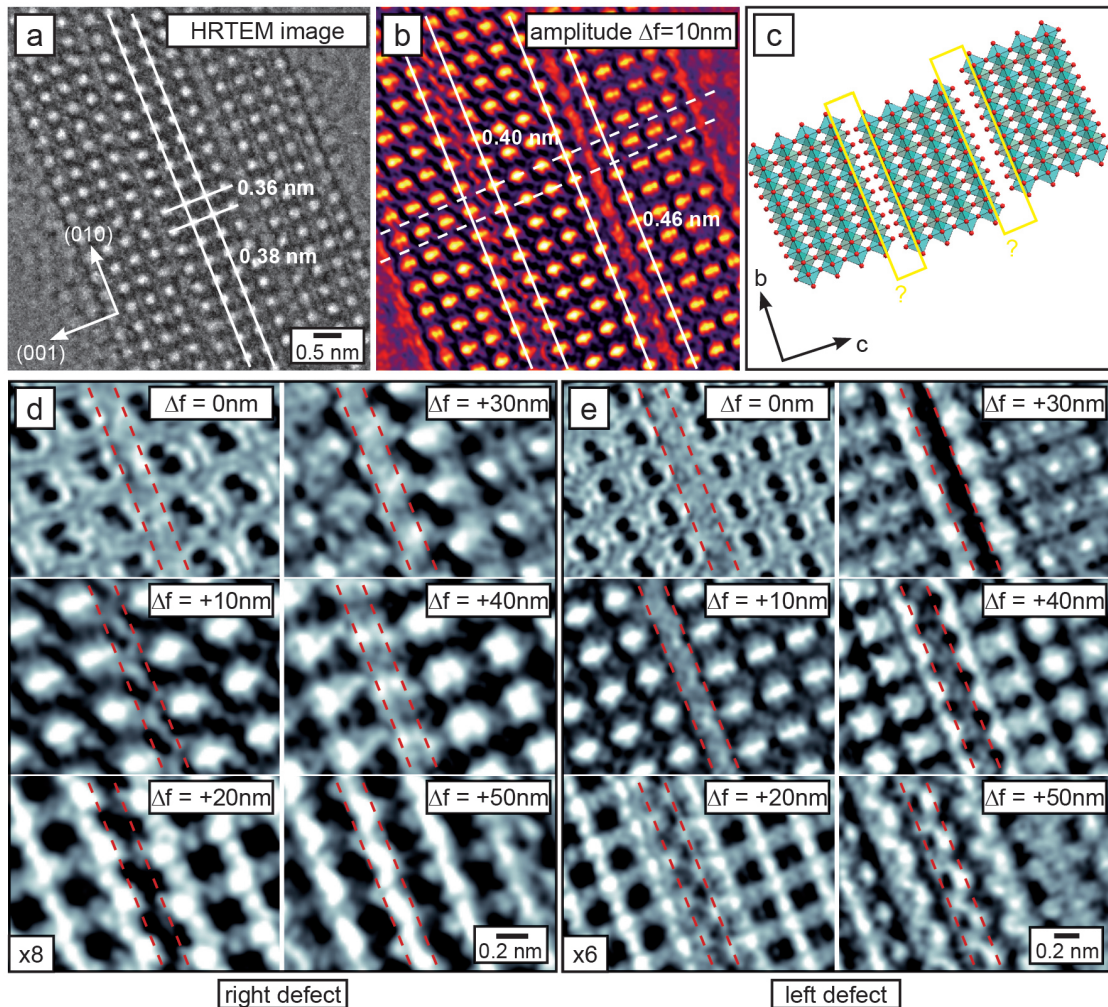 a
HRTEM image
0.36 nm
0.38 nm
(010)
(001)
0.5 nm
b
amplitude Δf=10nm
0.40 nm
0.46 nm
c
?
?
b
c
d
Δf = 0nm
Δf = +30nm
Δf = +10nm
Δf = +40nm
Δf = +20nm
Δf = +50nm
x8
0.2 nm
right defect
e
Δf = 0nm
Δf = +30nm
Δf = +10nm
Δf = +40nm
Δf = +20nm
Δf = +50nm
x6
0.2 nm
left defect